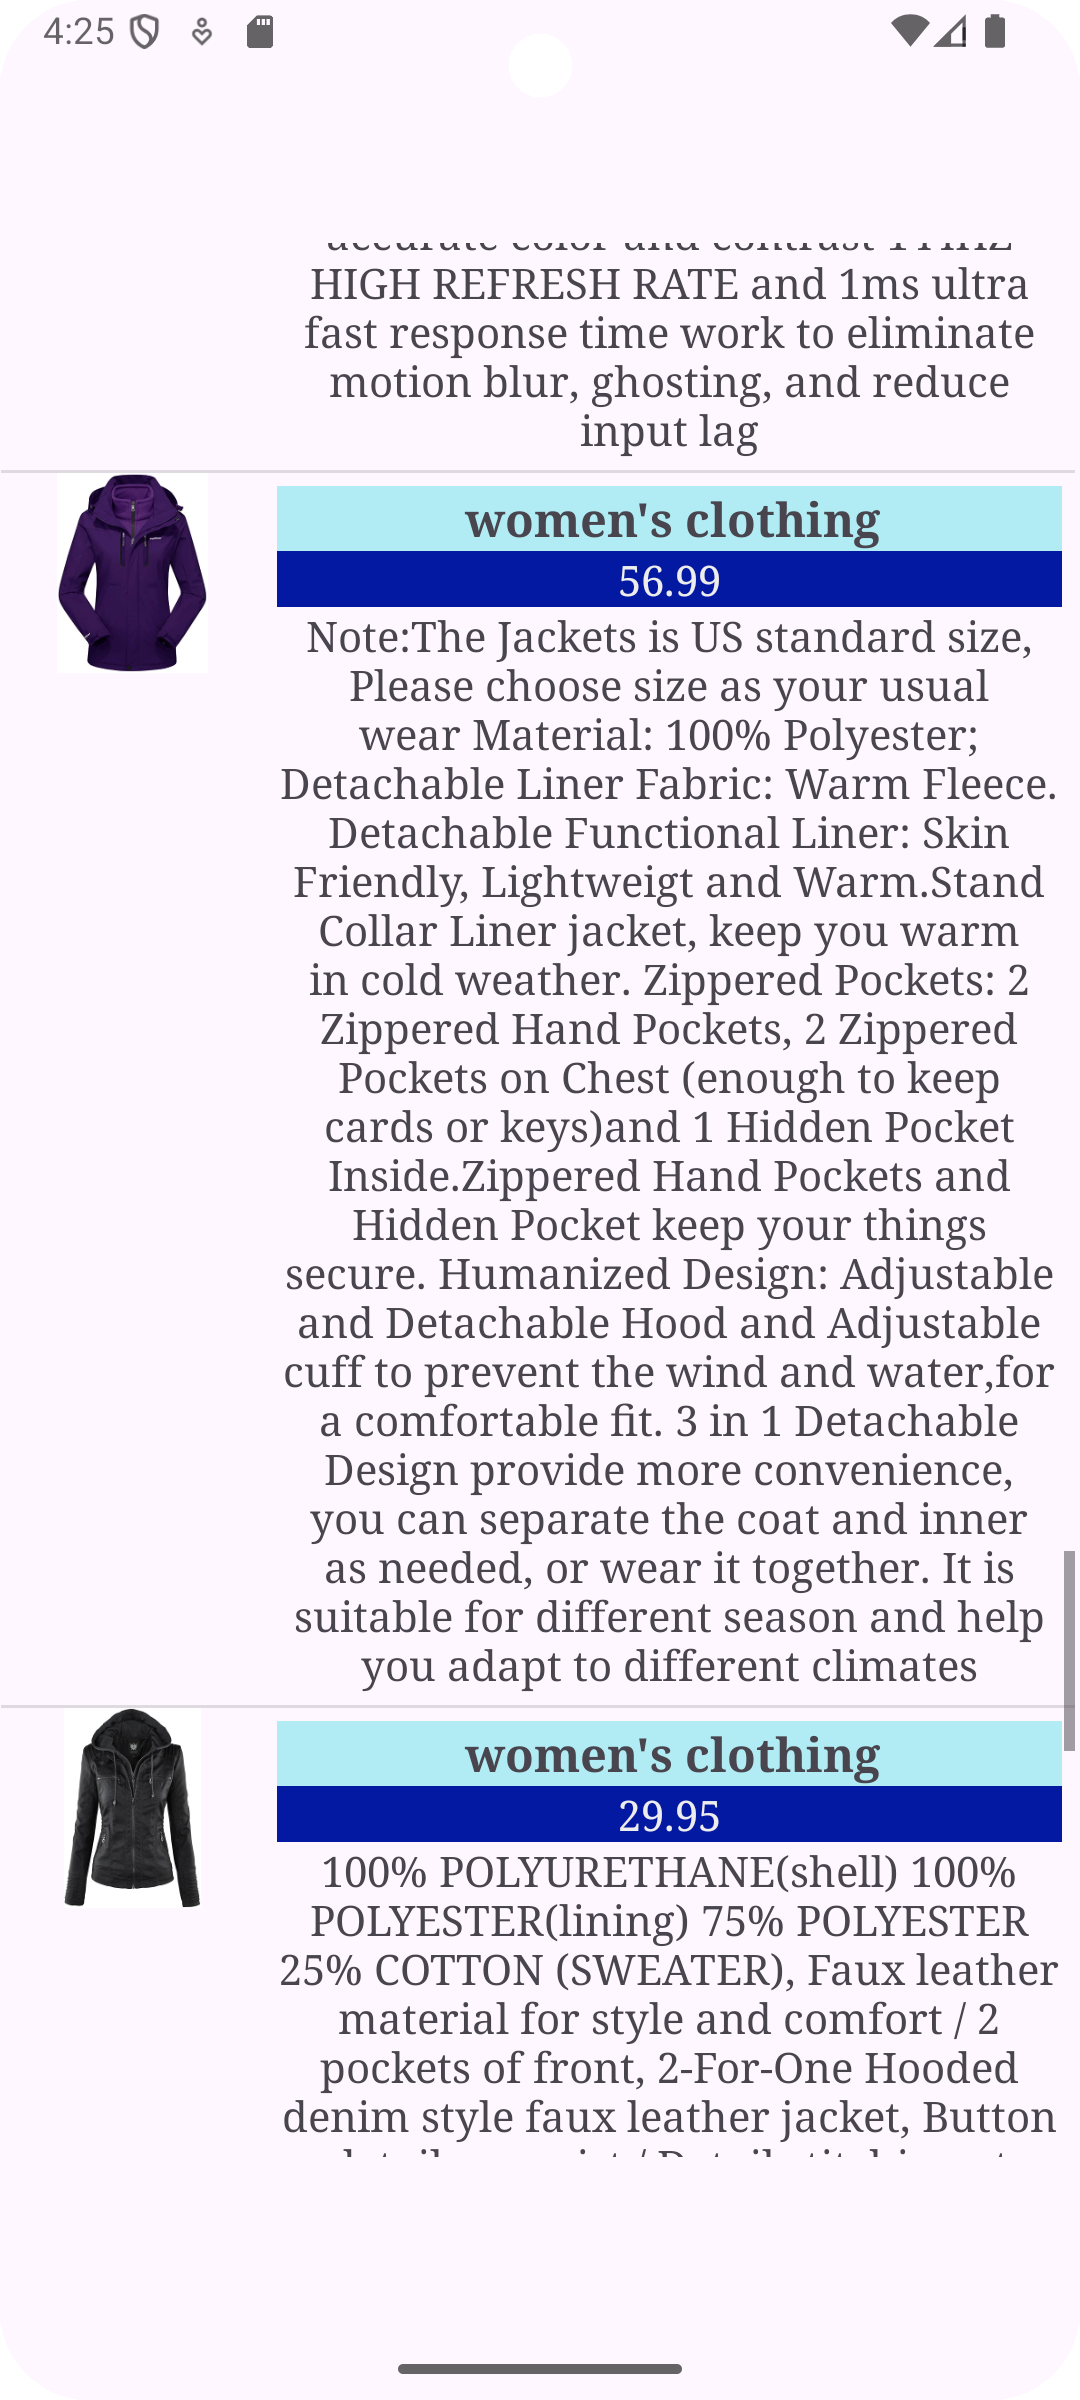 4:25
HIGH REFRESH RATE and 1ms ultra
fast response time work to eliminate
motion blur, ghosting, and reduce
input lag
women's clothing
56.99
Note:The Jackets is US standard size,
Please choose size as your usual
wear Material: 100% Polyester;
Detachable Liner Fabric: Warm Fleece.
Detachable Functional Liner: Skin
Friendly, Lightweigt and Warm.Stand
Collar Liner jacket, keep you warm
in cold weather. Zippered Pockets: 2
Zippered Hand Pockets, 2 Zippered
Pockets on Chest (enough to keep
cards or keys)and 1 Hidden Pocket
Inside.Zippered Hand Pockets and
Hidden Pocket keep your things
secure. Humanized Design: Adjustable
and Detachable Hood and Adjustable
cuff to prevent the wind and water,for
a comfortable fit. 3 in 1 Detachable
Design provide more convenience,
you can separate the coat and inner
as needed, or wear it together. It is
suitable for different season and help
you adapt to different climates
women's clothing
29.95
100% POLYURETHANE(shell) 100%
POLYESTER(lining) 75% POLYESTER
25% COTTON (SWEATER), Faux leather
material for style and comfort / 2
pockets of front, 2-For-One Hooded
denim style faux leather jacket, Button